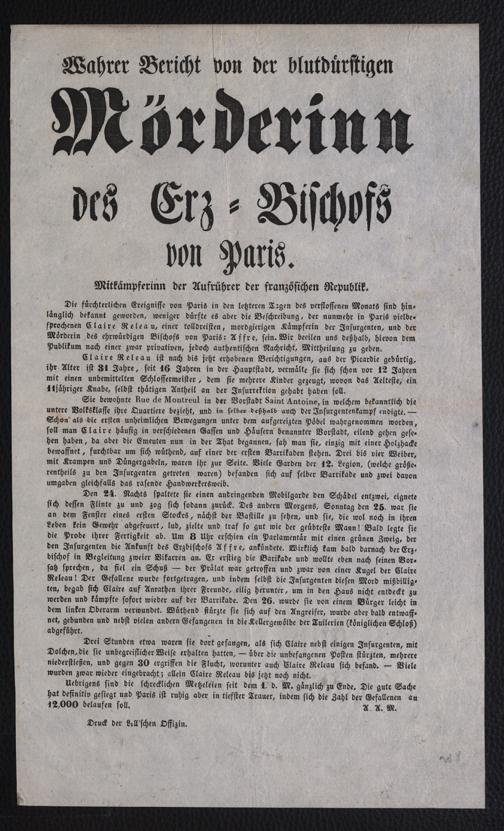 Wahrer Bericht von der blutdürstigen
Mörderinn
des Erz-Bischofs
von Paris.
Mitkämpferinn der Aufrührer der französichen Republik.
Die fürchterlichen Ereignisse von Paris in den letzteren Tagen des verflossenen Monats sind hin-
länglich bekannt geworden, weniger dürfte es aber die Beschreibung, der nunmehr in Paris vielbe-
sprochenen Claire Releau, einer tolldreisten, mordgierigen Kämpferin der Insurgenten, und der
Mörderin des ehrwürdigen Bischofs von Paris: Affre, sein. Wir beeilen uns deßhalb, hievon dem
Publikum nach einer zwar privativen, jedoch authentischen Nachricht, Mittheilung zu geben.
Claire Releau ist nach bis jetzt erhobenen Berichtigungen, aus der Picardie gebürtig,
ihr Alter ist 34 Jahre, seit 16 Jahren in der Hauptstadt, vermälte sie sich schon vor 12 Jahren
mit einen unbemittelten Schlossermeister, dem sie mehrere Kinder gezeugt, wovon das Aelteste, ein
11jähriger Knabe, selbst thätigen Antheil an der Insurrektion gehabt haben soll.
Sie bewohnte Rue de Montreul in der Vorstadt Saint Antoine, in welchem bekanntlich die
untere Volksklasse ihre Quartiere bezieht, und in selber deßhalb auch der Insurgentenkampf endigte. —
Schon als die ersten unheimlichen Bewegungen unter dem aufgereizten Pöbel wahrgenommen worden,
soll man Claire häufig in verschiedenen Gassen und Häusern benannter Vorstadt, eilend gehen gese-
hen haben, da aber die Emeuten nun in der That begannen, sah man sie, einzig mit einer Holzhacke
bewaffnet, furchtbar um sich wüthend, auf einer der ersten Barrikaden stehen. Drei bis vier Weiber,
mit Krampen und Düngergabeln, waren ihr zur Seite. Viele Garden der 12. Legion, (welche größe-
rentheils zu den Insurgenten getreten waren) befanden sich auf selber Barrikade und zwei davon
umgaben gleichfalls das rasende Handwerkersweib.
Den 24. Nachts spaltete sie einen andringenden Mobilgarde den Schädel entzwei, eignete
sich dessen Flinte zu und zog sich sodann zurück. Des andern Morgens, Sonntag den 25. war sie
an dem Fenster eines ersten Stockes, nächst der Bastille zu sehen, und sie, die wol noch in ihren
Leben kein Gewehr abgefeuert, lud, zielte und traf so gut wie der geübteste Mann! Bald legte sie
die Probe ihrer Fertigkeit ab. Um 8 Uhr erschien ein Parlamentär mit einen grünen Zweig, der
den Insurgenten die Ankunft des Erzbischofs Affre, ankündete. Wirklich kam bald darnach der Erz-
bischof in Begleitung zweier Vikarren an. Er erstieg die Barikade und wollte eben nach seinen Vor-
satz sprechen, da fiel ein Schuß — der Prälat war getroffen und zwar von einer Kugel der Claire
Releau! Der Gefallene wurde fortgetragen, und indem selbst die Insurgenten diesen Mord mißbillig-
ten, begab sich Claire auf Anrathen ihrer Freunde, eilig herunter, um in den Haus nicht entdeckt zu
werden und kämpfte sofort wieder auf der Barrikade. Den 26. wurd sie von einem Bürger leicht in
dem linken Oberarm verwundet. Wüthend stürzte sie sich auf den Angreifer, wurde aber bald entwaff-
net, gebunden und nebst vielen andern Gefangenen in die Kellergewölbe der Tuillerien (königlichen Schloß)
abgeführt.
Drei Stunden etwa waren sie dort gefangen, als sich Claire nebst einigen Insurgenten, mit
Dolchen, die sie unbegreiflicher Weise erhalten hatten, — über die unbefangenen Posten stürzten, mehrere
niederstießen, und gegen 30 ergriffen die Flucht, worunter auch Claire Releau sich befand. — Viele
wurden zwar wieder eingebracht; allein Claire Releau bis jetzt noch nicht.
Uebrigens sind die schrecklichen Metzeleien seit dem 1. d. M. gänzlich zu Ende. Die gute Sache
hat definitiv gesiegt und Paris ist ruhig aber in tiefster Trauer, indem sich die Zahl der Gefallenen an
12,000 belaufen soll.
A. A. M.
Druck der Lell'schen Offizin.